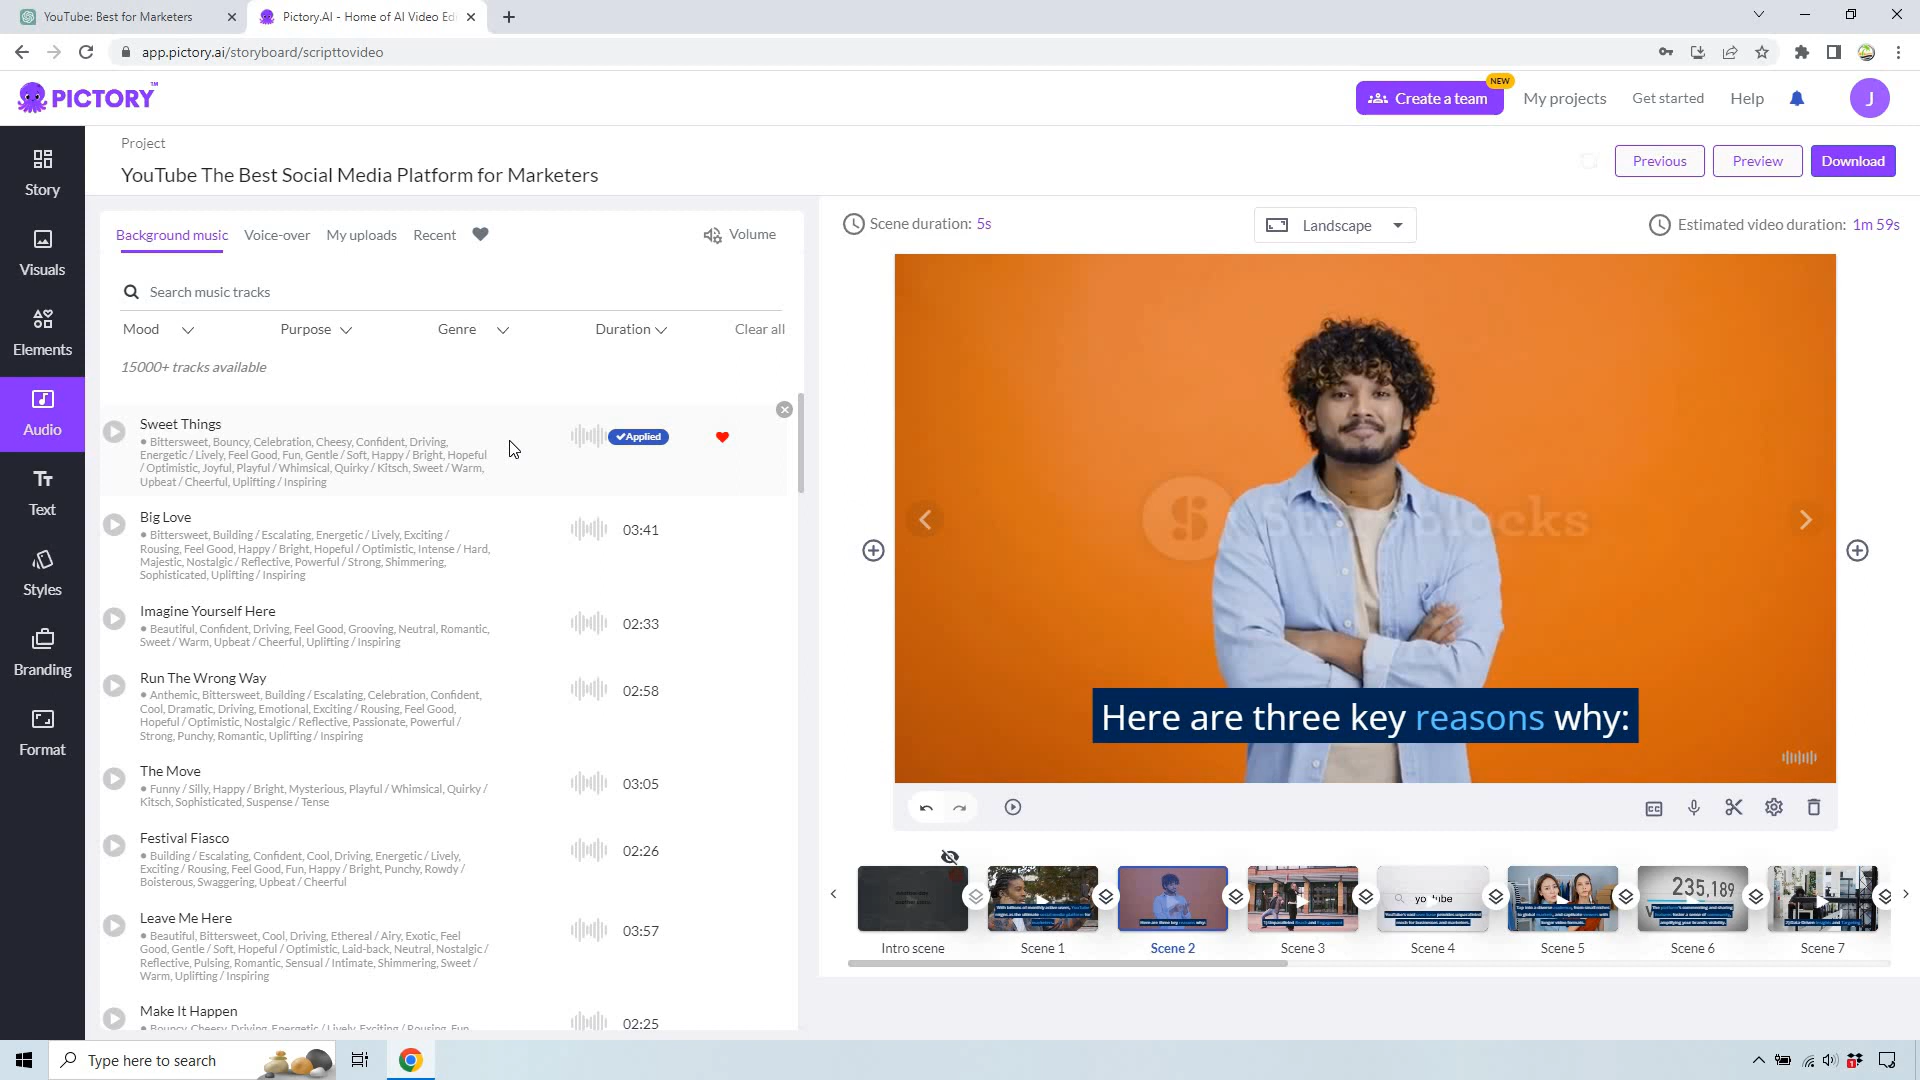 YouTube: Best for Marketers
Pictory.AI - Home of AI Video Edi
app.pictory.ai/storyboard/scripttovideo
PICTORY™
NEW
Create a team
My projects
Get started
Help
J
Project
YouTube The Best Social Media Platform for Marketers
Previous
Preview
Download
Story
Visuals
Elements
Audio
Text
Styles
Branding
Format
Background music
Voice-over
My uploads
Recent
Volume
Search music tracks
Mood
Purpose
Genre
Duration
Clear all
15000+ tracks available
Sweet Things
• Bittersweet, Bouncy, Celebration, Cheesy, Confident, Driving,
Energetic / Lively, Feel Good, Fun, Gentle / Soft, Happy / Bright, Hopeful
/ Optimistic, Joyful, Playful / Whimsical, Quirky / Kitsch, Sweet / Warm,
Upbeat / Cheerful, Uplifting / Inspiring
Applied
Big Love
• Bittersweet, Building / Escalating, Energetic / Lively, Exciting /
Rousing, Feel Good, Happy / Bright, Hopeful / Optimistic, Intense / Hard,
Majestic, Nostalgic / Reflective, Powerful / Strong, Shimmering,
Sophisticated, Uplifting / Inspiring
03:41
Imagine Yourself Here
• Beautiful, Confident, Driving, Feel Good, Grooving, Neutral, Romantic,
Sweet / Warm, Upbeat / Cheerful, Uplifting / Inspiring
02:33
Run The Wrong Way
• Anthemic, Bittersweet, Building / Escalating, Celebration, Confident,
Cool, Dramatic, Driving, Emotional, Exciting / Rousing, Feel Good,
Hopeful / Optimistic, Nostalgic / Reflective, Passionate, Powerful /
Strong, Punchy, Romantic, Uplifting / Inspiring
02:58
The Move
• Funny / Silly, Happy / Bright, Mysterious, Playful / Whimsical, Quirky /
Kitsch, Sophisticated, Suspense / Tense
03:05
Festival Fiasco
• Building / Escalating, Confident, Cool, Driving, Energetic / Lively,
Exciting / Rousing, Feel Good, Fun, Happy / Bright, Punchy, Rowdy /
Boisterous, Swaggering, Upbeat / Cheerful
02:26
Leave Me Here
• Beautiful, Bittersweet, Cool, Driving, Ethereal / Airy, Exotic, Feel
Good, Gentle / Soft, Hopeful / Optimistic, Laid-back, Neutral, Nostalgic /
Reflective, Pulsing, Romantic, Sensual / Intimate, Shimmering, Sweet /
Warm, Uplifting / Inspiring
03:57
Make It Happen
• Bouncy, Cheery, Driving, Energetic / Lively, Exciting / Rousing, Fun,
02:25
Scene duration: 5s
Landscape
Estimated video duration: 1m 59s
Here are three key reasons why:
CC
235,189
Intro scene
Scene 1
Scene 2
Scene 3
Scene 4
Scene 5
Scene 6
Scene 7
Type here to search
1